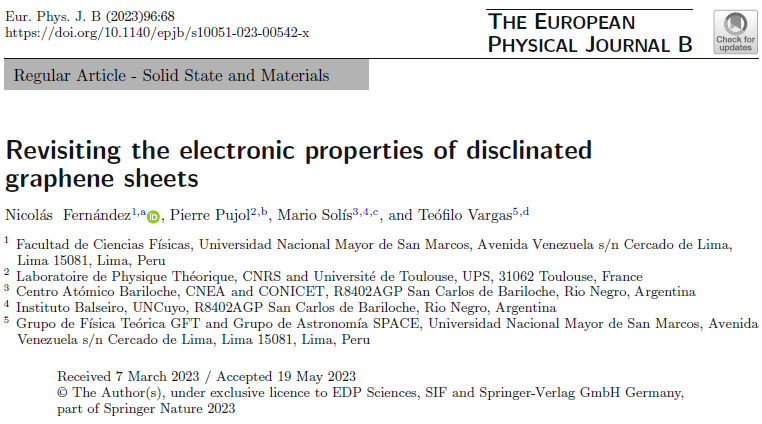 Eur. Phys. J. B (2023)96:68
https://doi.org/10.1140/epjb/s10051-023-00542-x
THE EUROPEAN
PHYSICAL JOURNAL B
Check for
updates
Regular Article - Solid State and Materials
Revisiting the electronic properties of disclinated
graphene sheets
Nicolás Fernández1,a iD, Pierre Pujol2,b, Mario Solís3,4,c, and Teófilo Vargas5,d
1 Facultad de Ciencias Físicas, Universidad Nacional Mayor de San Marcos, Avenida Venezuela s/n Cercado de Lima,
Lima 15081, Lima, Peru
2 Laboratoire de Physique Théorique, CNRS and Université de Toulouse, UPS, 31062 Toulouse, France
3 Centro Atómico Bariloche, CNEA and CONICET, R8402AGP San Carlos de Bariloche, Rio Negro, Argentina
4 Instituto Balseiro, UNCuyo, R8402AGP San Carlos de Bariloche, Rio Negro, Argentina
5 Grupo de Física Teórica GFT and Grupo de Astronomía SPACE, Universidad Nacional Mayor de San Marcos, Avenida
Venezuela s/n Cercado de Lima, Lima 15081, Lima, Peru
Received 7 March 2023 / Accepted 19 May 2023
© The Author(s), under exclusive licence to EDP Sciences, SIF and Springer-Verlag GmbH Germany,
part of Springer Nature 2023